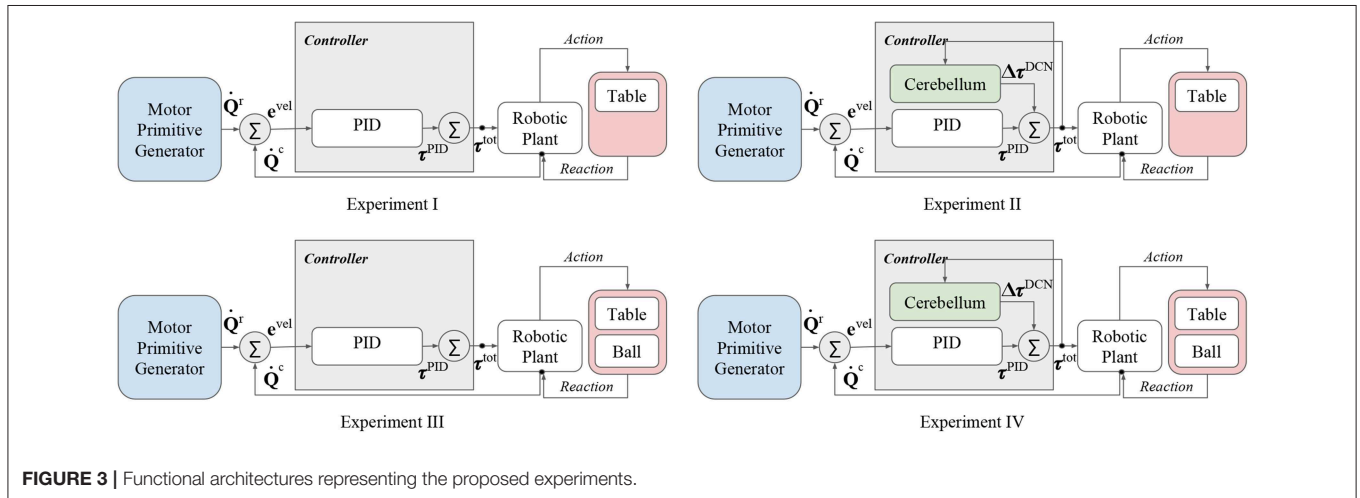 Controller
Action
Motor
Primitive
Generator
Q̇ʳ
eᵛᵉˡ
Σ
Q̇ᶜ
PID
τᴾᴵᴰ
Σ
τᵗᵒᵗ
Robotic
Plant
Table
Reaction
Experiment I
Controller
Action
Motor
Primitive
Generator
Q̇ʳ
eᵛᵉˡ
Σ
Q̇ᶜ
Cerebellum
Δτᴰᶜᴺ
PID
τᴾᴵᴰ
Σ
τᵗᵒᵗ
Robotic
Plant
Table
Reaction
Experiment II
Controller
Action
Motor
Primitive
Generator
Q̇ʳ
eᵛᵉˡ
Σ
Q̇ᶜ
PID
τᴾᴵᴰ
Σ
τᵗᵒᵗ
Robotic
Plant
Table
Ball
Reaction
Experiment III
Controller
Action
Motor
Primitive
Generator
Q̇ʳ
eᵛᵉˡ
Σ
Q̇ᶜ
Cerebellum
Δτᴰᶜᴺ
PID
τᴾᴵᴰ
Σ
τᵗᵒᵗ
Robotic
Plant
Table
Ball
Reaction
Experiment IV
FIGURE 3 | Functional architectures representing the proposed experiments.